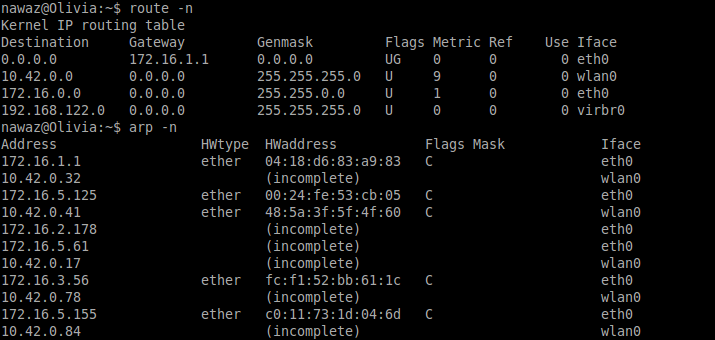 nawaz@Olivia:~$ route -n
Kernel IP routing table
Destination     Gateway         Genmask         Flags Metric Ref    Use Iface
0.0.0.0         172.16.1.1      0.0.0.0         UG    0      0        0 eth0
10.42.0.0       0.0.0.0         255.255.255.0   U     9      0        0 wlan0
172.16.0.0      0.0.0.0         255.255.0.0     U     1      0        0 eth0
192.168.122.0   0.0.0.0         255.255.255.0   U     0      0        0 virbr0
nawaz@Olivia:~$ arp -n
Address                  HWtype  HWaddress           Flags Mask            Iface
172.16.1.1               ether   04:18:d6:83:a9:83   C                     eth0
10.42.0.32                       (incomplete)                              wlan0
172.16.5.125             ether   00:24:fe:53:cb:05   C                     eth0
10.42.0.41               ether   48:5a:3f:5f:4f:60   C                     wlan0
172.16.2.178                     (incomplete)                              eth0
172.16.5.61                      (incomplete)                              eth0
10.42.0.17                       (incomplete)                              wlan0
172.16.3.56              ether   fc:f1:52:bb:61:1c   C                     eth0
10.42.0.78                       (incomplete)                              wlan0
172.16.5.155             ether   c0:11:73:1d:04:6d   C                     eth0
10.42.0.84                       (incomplete)                              wlan0